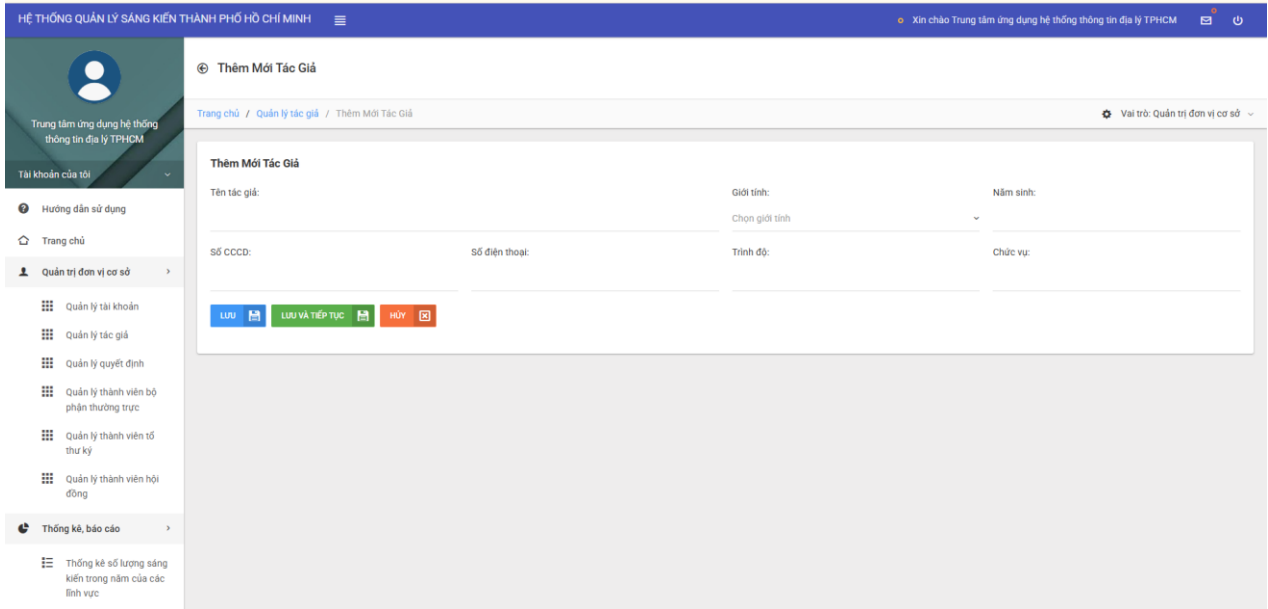 HỆ THỐNG QUẢN LÝ SÁNG KIẾN THÀNH PHỐ HỒ CHÍ MINH
Xin chào Trung tâm ứng dụng hệ thống thông tin địa lý TPHCM
Trung tâm ứng dụng hệ thống
thông tin địa lý TPHCM
Tài khoản của tôi
Hướng dẫn sử dụng
Trang chủ
Quản trị đơn vị cơ sở
Quản lý tài khoản
Quản lý tác giả
Quản lý quyết định
Quản lý thành viên bộ
phận thường trực
Quản lý thành viên tổ
thư ký
Quản lý thành viên hội
đồng
Thống kê, báo cáo
Thống kê số lượng sáng
kiến trong năm của các
lĩnh vực
Thêm Mới Tác Giả
Trang chủ / Quản lý tác giả / Thêm Mới Tác Giả
Vai trò: Quản trị đơn vị cơ sở
Thêm Mới Tác Giả
Tên tác giả:
Giới tính:
Năm sinh:
Chọn giới tính
Số CCCD:
Số điện thoại:
Trình độ:
Chức vụ:
LƯU
LƯU VÀ TIẾP TỤC
HỦY